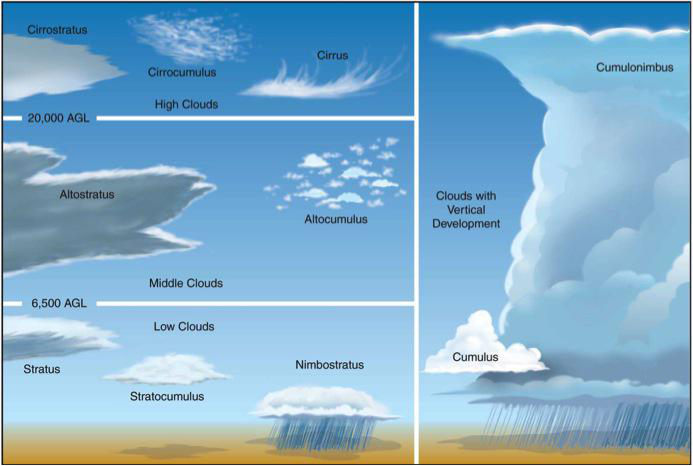 Cirrostratus
Cirrocumulus
Cirrus
High Clouds
20,000 AGL
Altostratus
Altocumulus
Middle Clouds
6,500 AGL
Low Clouds
Stratus
Stratocumulus
Nimbostratus
Cumulonimbus
Clouds with
Vertical
Development
Cumulus